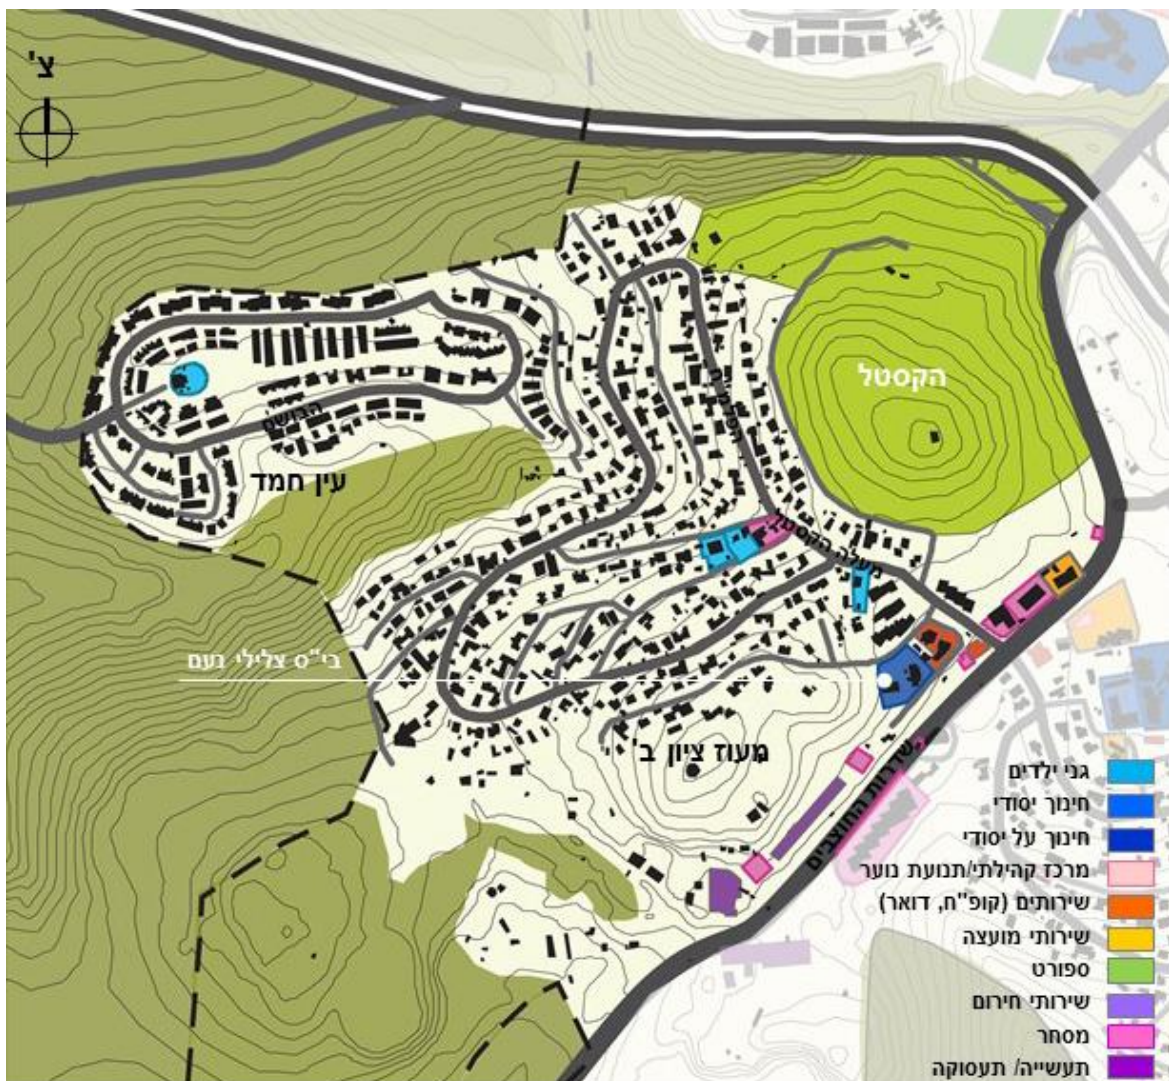 צ'
הקסטל
הבושם
עין חמד
מעלה הקסטל
בי"ס צלילי נעם
מעוז ציון ב'
שדרות החוצבים
גני ילדים
חינוך יסודי
חינוך על יסודי
מרכז קהילתי/תנועת נוער
שירותים (קופ"ח, דואר)
שירותי מועצה
ספורט
שירותי חירום
מסחר
תעשייה/ תעסוקה